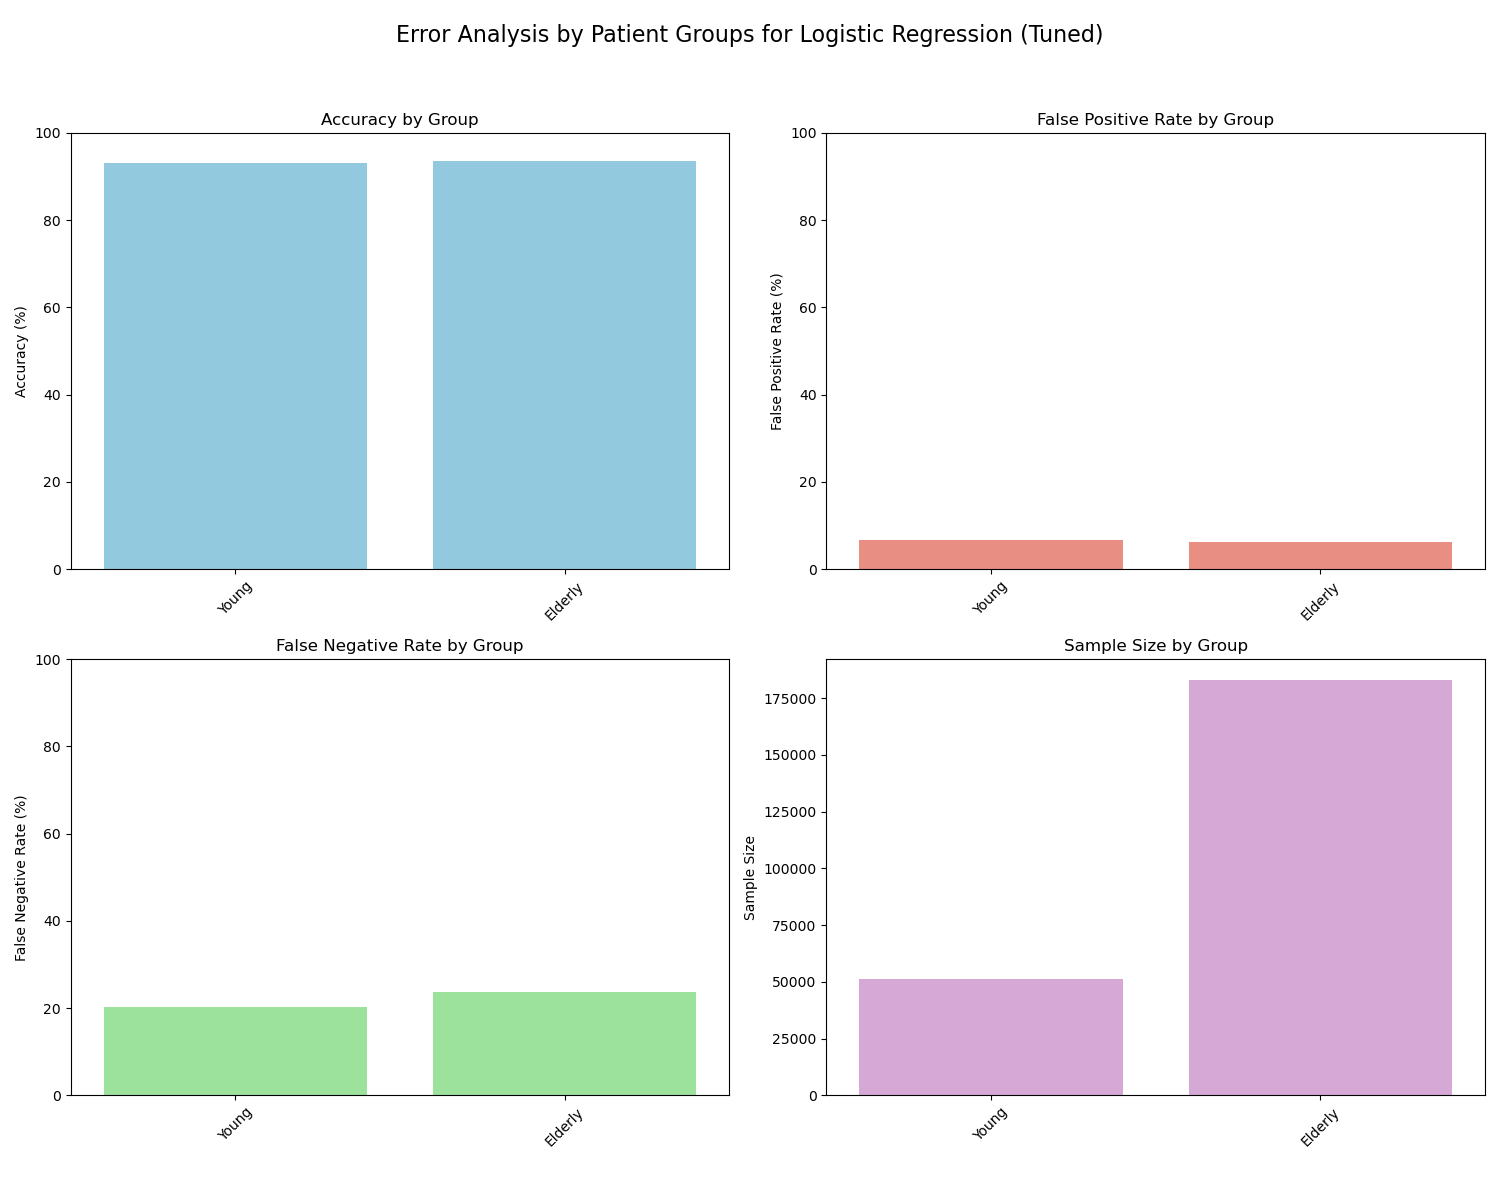 Error Analysis by Patient Groups for Logistic Regression (Tuned)
Accuracy by Group
100
80
60
40
20
0
Accuracy (%)
Young
Elderly
False Positive Rate by Group
100
80
60
40
20
0
False Positive Rate (%)
Young
Elderly
False Negative Rate by Group
100
80
60
40
20
0
False Negative Rate (%)
Young
Elderly
Sample Size by Group
175000
150000
125000
100000
75000
50000
25000
0
Sample Size
Young
Elderly